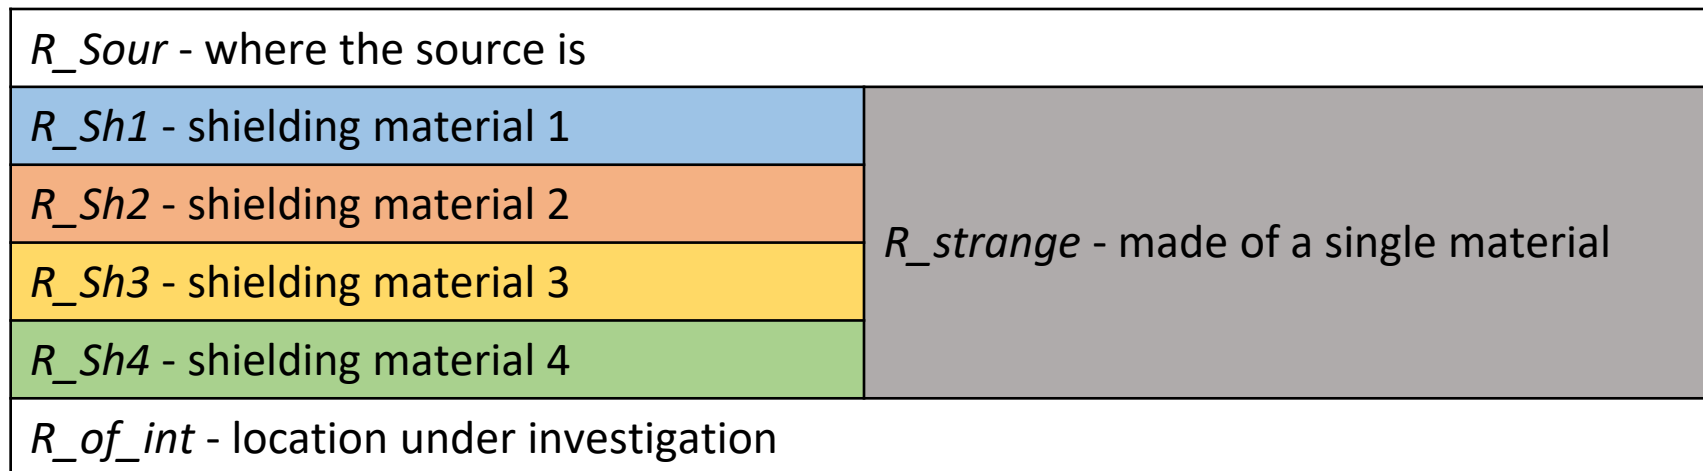 R_Sour - where the source is
R_Sh1 - shielding material 1
R_Sh2 - shielding material 2
R_Sh3 - shielding material 3
R_Sh4 - shielding material 4
R_strange - made of a single material
R_of_int - location under investigation